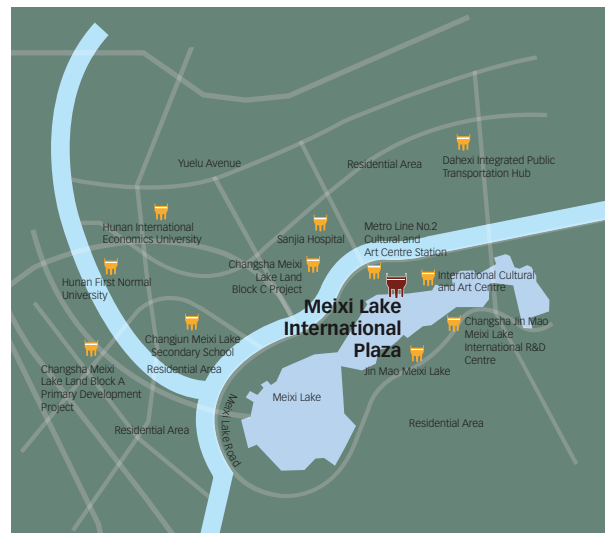 Yuelu Avenue
Residential Area
Dahexi Integrated Public
Transportation Hub
Hunan International
Economics University
Sanjia Hospital
Metro Line No.2
Cultural and
Art Centre Station
Changsha Meixi
Lake Land
Block C Project
Hunan First Normal
University
International Cultural
and Art Centre
Meixi Lake
International
Plaza
Changsha Jin Mao
Meixi Lake
International R&D
Centre
Changjun Meixi Lake
Secondary School
Residential Area
Changsha Meixi
Lake Land Block A
Primary Development
Project
Jin Mao Meixi Lake
Meixi Lake
Meixi Lake Road
Residential Area
Residential Area